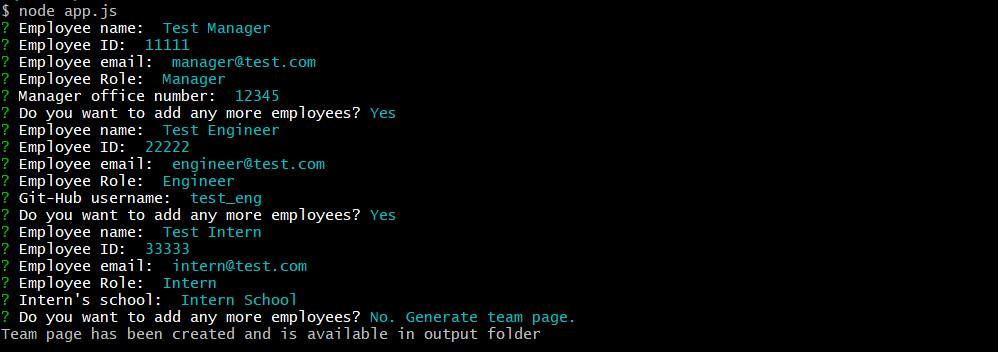 $ node app.js
? Employee name:  Test Manager
? Employee ID:  11111
? Employee email:  manager@test.com
? Employee Role:  Manager
? Manager office number:  12345
? Do you want to add any more employees? Yes
? Employee name:  Test Engineer
? Employee ID:  22222
? Employee email:  engineer@test.com
? Employee Role:  Engineer
? Git-Hub username:  test_eng
? Do you want to add any more employees? Yes
? Employee name:  Test Intern
? Employee ID:  33333
? Employee email:  intern@test.com
? Employee Role:  Intern
? Intern's school:  Intern School
? Do you want to add any more employees? No. Generate team page.
Team page has been created and is available in output folder